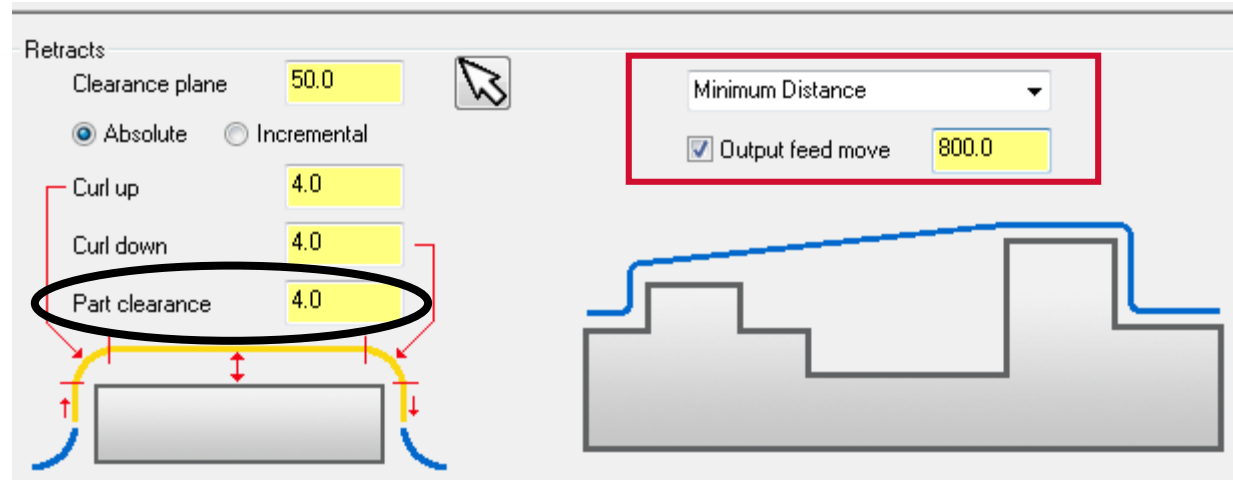 Retracts
Clearance plane 50.0
Absolute Incremental
Curl up 4.0
Curl down 4.0
Part clearance 4.0
Minimum Distance
Output feed move 800.0